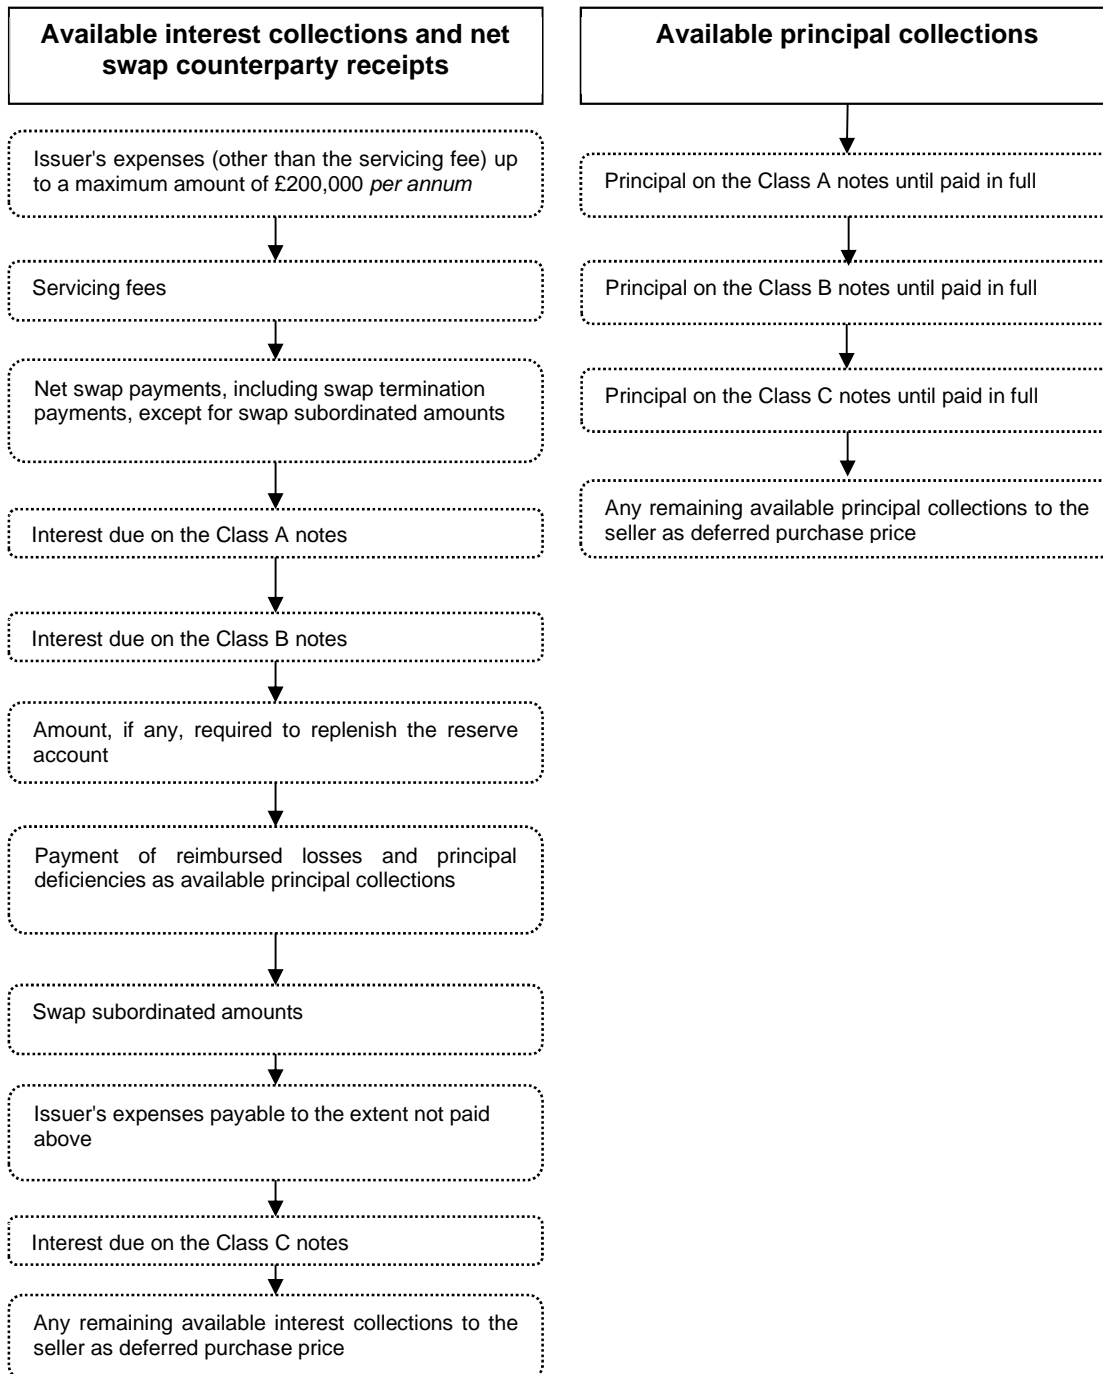 Available interest collections and net
swap counterparty receipts
Issuer's expenses (other than the servicing fee) up
to a maximum amount of £200,000 per annum
Servicing fees
Net swap payments, including swap termination
payments, except for swap subordinated amounts
Interest due on the Class A notes
Interest due on the Class B notes
Amount, if any, required to replenish the reserve
account
Payment of reimbursed losses and principal
deficiencies as available principal collections
Swap subordinated amounts
Issuer's expenses payable to the extent not paid
above
Interest due on the Class C notes
Any remaining available interest collections to the
seller as deferred purchase price
Available principal collections
Principal on the Class A notes until paid in full
Principal on the Class B notes until paid in full
Principal on the Class C notes until paid in full
Any remaining available principal collections to the
seller as deferred purchase price